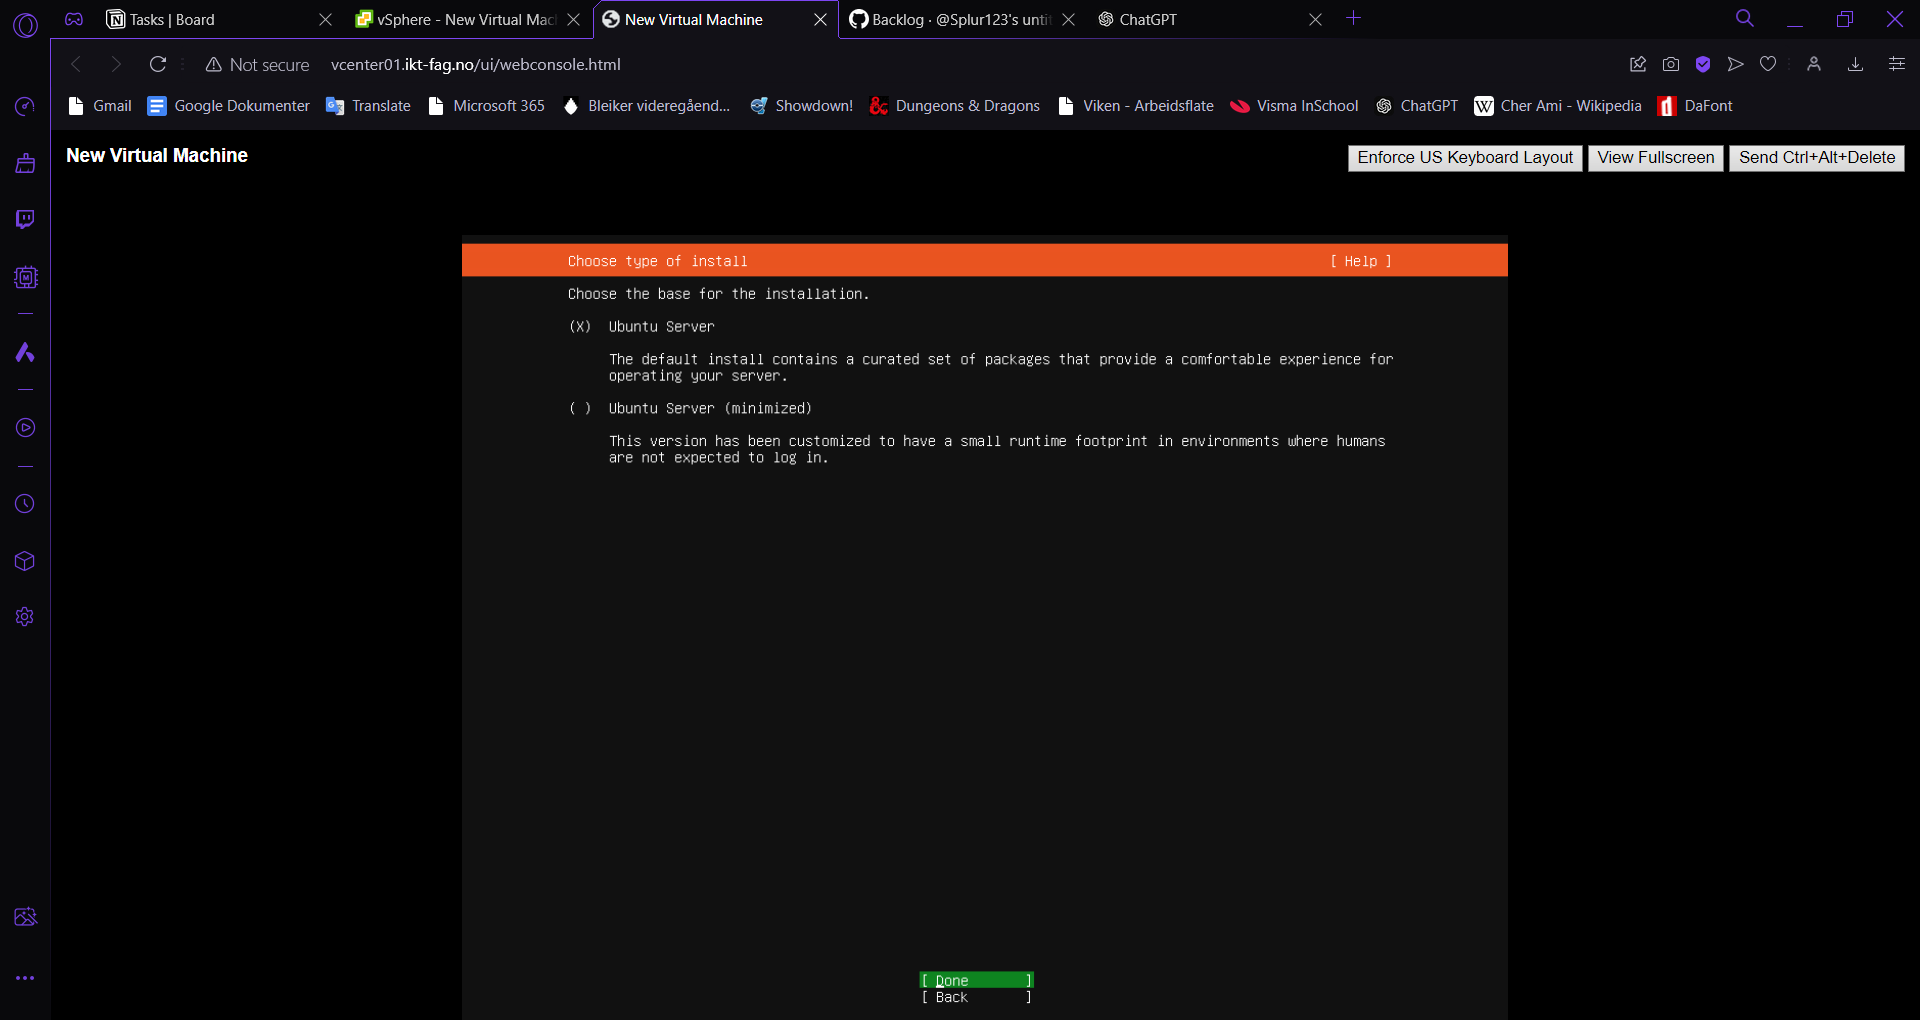 Tasks | Board
vSphere - New Virtual Mac
New Virtual Machine
Backlog · @Splur123's unti
ChatGPT
Not secure
vcenter01.ikt-fag.no/ui/webconsole.html
Gmail
Google Dokumenter
Translate
Microsoft 365
Bleiker videregåend...
Showdown!
Dungeons & Dragons
Viken - Arbeidsflate
Visma InSchool
ChatGPT
Cher Ami - Wikipedia
DaFont
New Virtual Machine
Enforce US Keyboard Layout
View Fullscreen
Send Ctrl+Alt+Delete
Choose type of install
[ Help ]
Choose the base for the installation.
(X) Ubuntu Server
The default install contains a curated set of packages that provide a comfortable experience for
operating your server.
( ) Ubuntu Server (minimized)
This version has been customized to have a small runtime footprint in environments where humans
are not expected to log in.
[ Done ]
[ Back ]